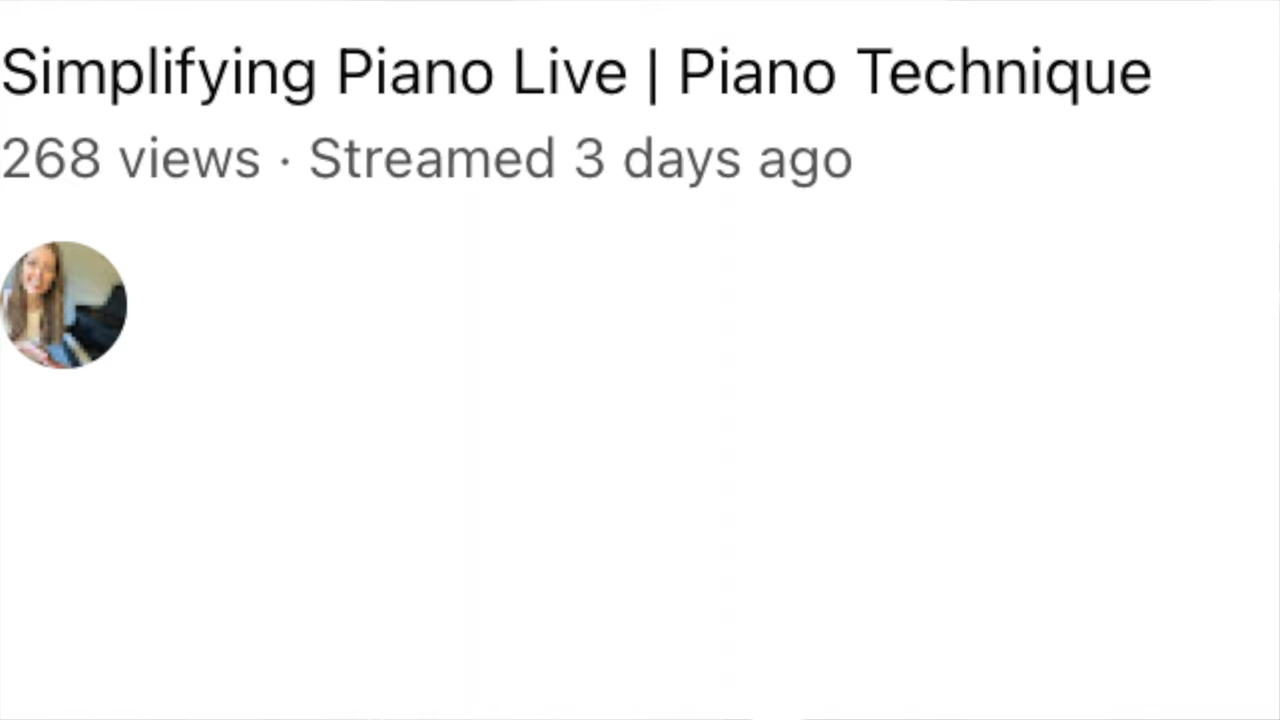 Simplifying Piano Live | Piano Technique
268 views · Streamed 3 days ago